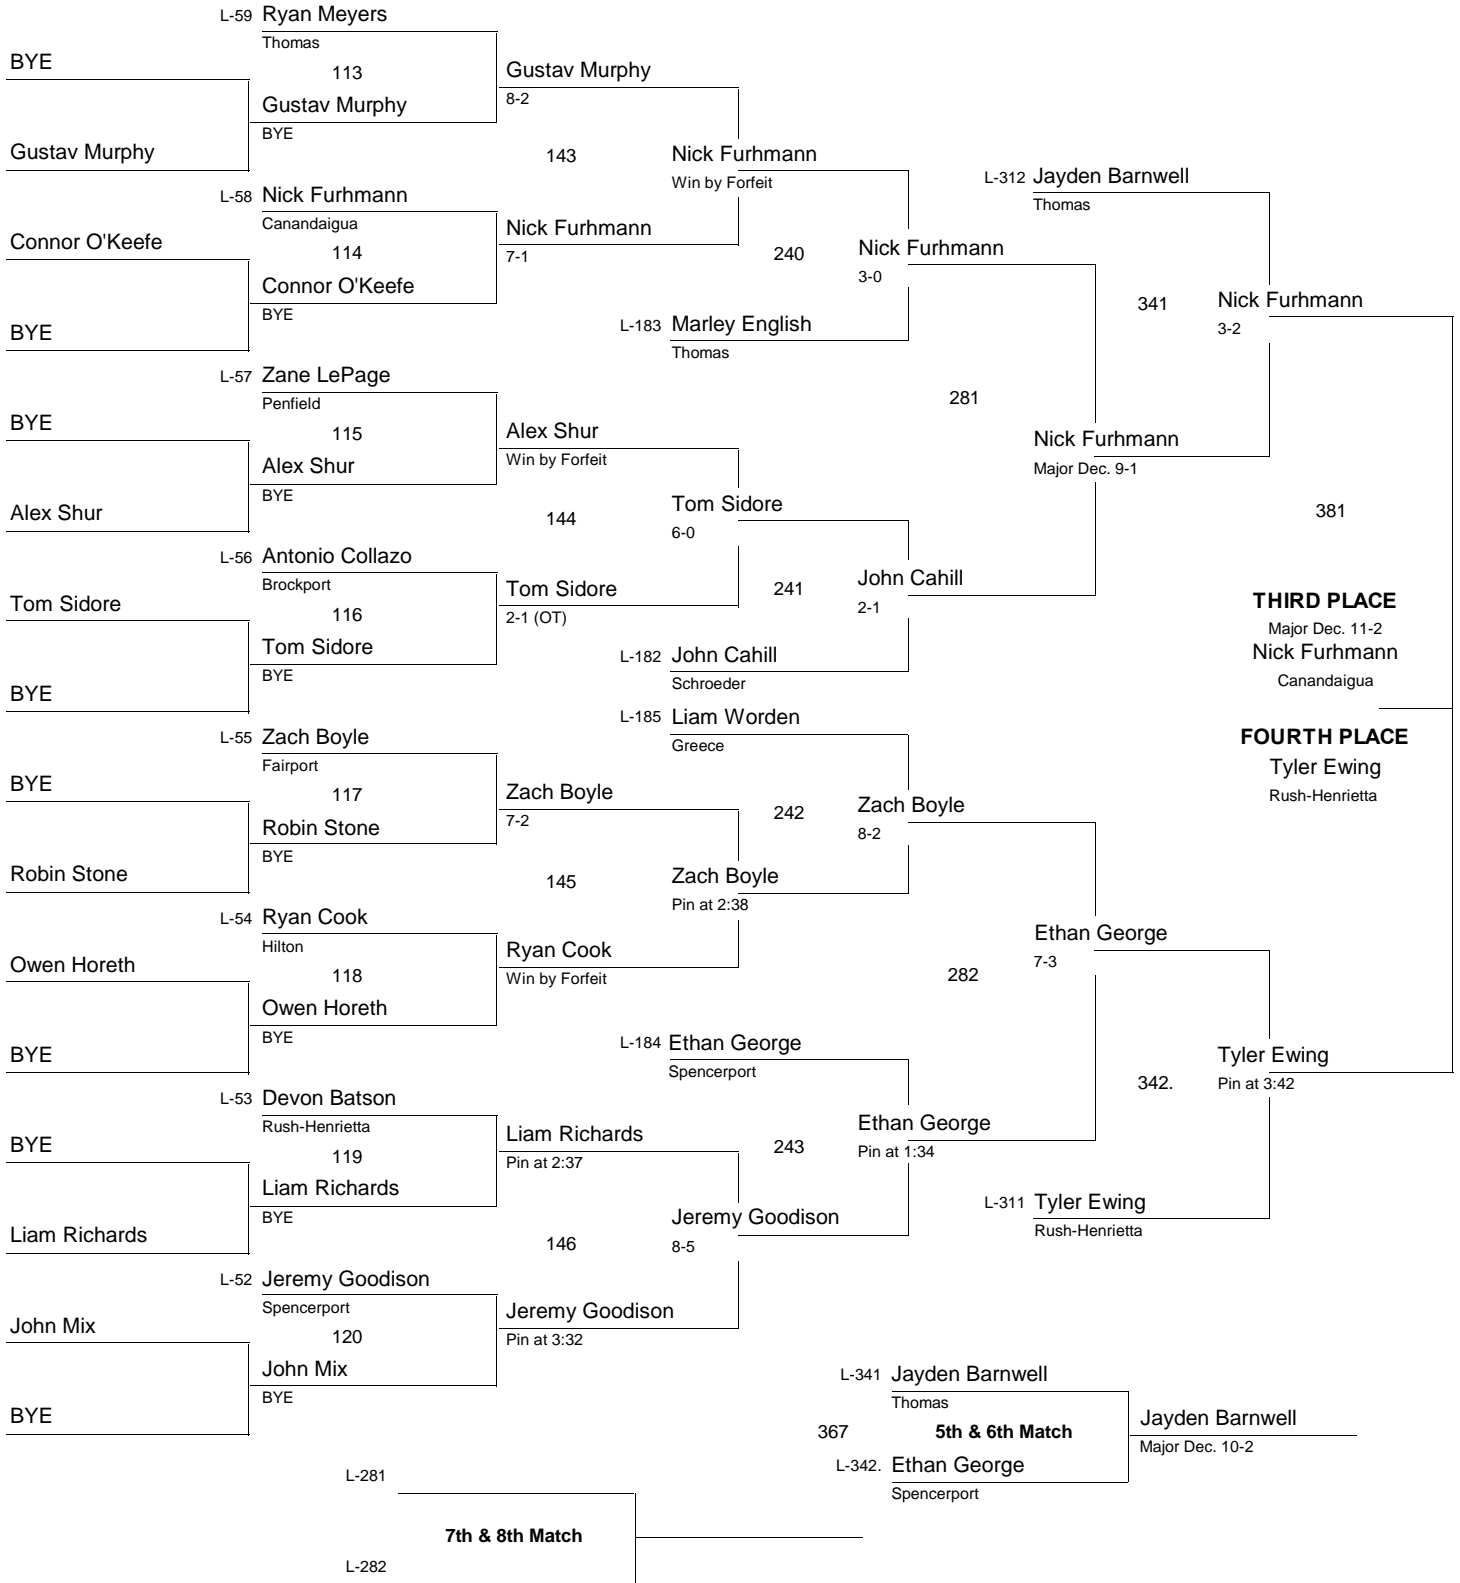 L-59 Ryan Meyers
Thomas
BYE
113
Gustav Murphy
8-2
Gustav Murphy
BYE
Gustav Murphy
143
Nick Furhmann
Win by Forfeit
L-58 Nick Furhmann
Canandaigua
Connor O'Keefe
114
Nick Furhmann
7-1
Connor O'Keefe
BYE
BYE
240
Nick Furhmann
3-0
L-183 Marley English
Thomas
L-312 Jayden Barnwell
Thomas
341
Nick Furhmann
3-2
L-57 Zane LePage
Penfield
BYE
115
Alex Shur
Win by Forfeit
Alex Shur
BYE
Alex Shur
144
Tom Sidore
6-0
281
Nick Furhmann
Major Dec. 9-1
381
L-56 Antonio Collazo
Brockport
Tom Sidore
116
Tom Sidore
2-1 (OT)
Tom Sidore
BYE
BYE
241
John Cahill
2-1
L-182 John Cahill
Schroeder
THIRD PLACE
Major Dec. 11-2
Nick Furhmann
Canandaigua
FOURTH PLACE
Tyler Ewing
Rush-Henrietta
L-185 Liam Worden
Greece
L-55 Zach Boyle
Fairport
BYE
117
Zach Boyle
7-2
Robin Stone
BYE
Robin Stone
242
Zach Boyle
8-2
145
Zach Boyle
Pin at 2:38
L-54 Ryan Cook
Hilton
Owen Horeth
118
Ryan Cook
Win by Forfeit
Owen Horeth
BYE
BYE
282
Ethan George
7-3
L-184 Ethan George
Spencerport
342.
Tyler Ewing
Pin at 3:42
L-53 Devon Batson
Rush-Henrietta
BYE
119
Liam Richards
Pin at 2:37
Liam Richards
BYE
Liam Richards
243
Ethan George
Pin at 1:34
146
Jeremy Goodison
8-5
L-311 Tyler Ewing
Rush-Henrietta
L-52 Jeremy Goodison
Spencerport
John Mix
120
Jeremy Goodison
Pin at 3:32
John Mix
BYE
BYE
L-341 Jayden Barnwell
Thomas
367
5th & 6th Match
Jayden Barnwell
Major Dec. 10-2
L-342. Ethan George
Spencerport
L-281
7th & 8th Match
L-282